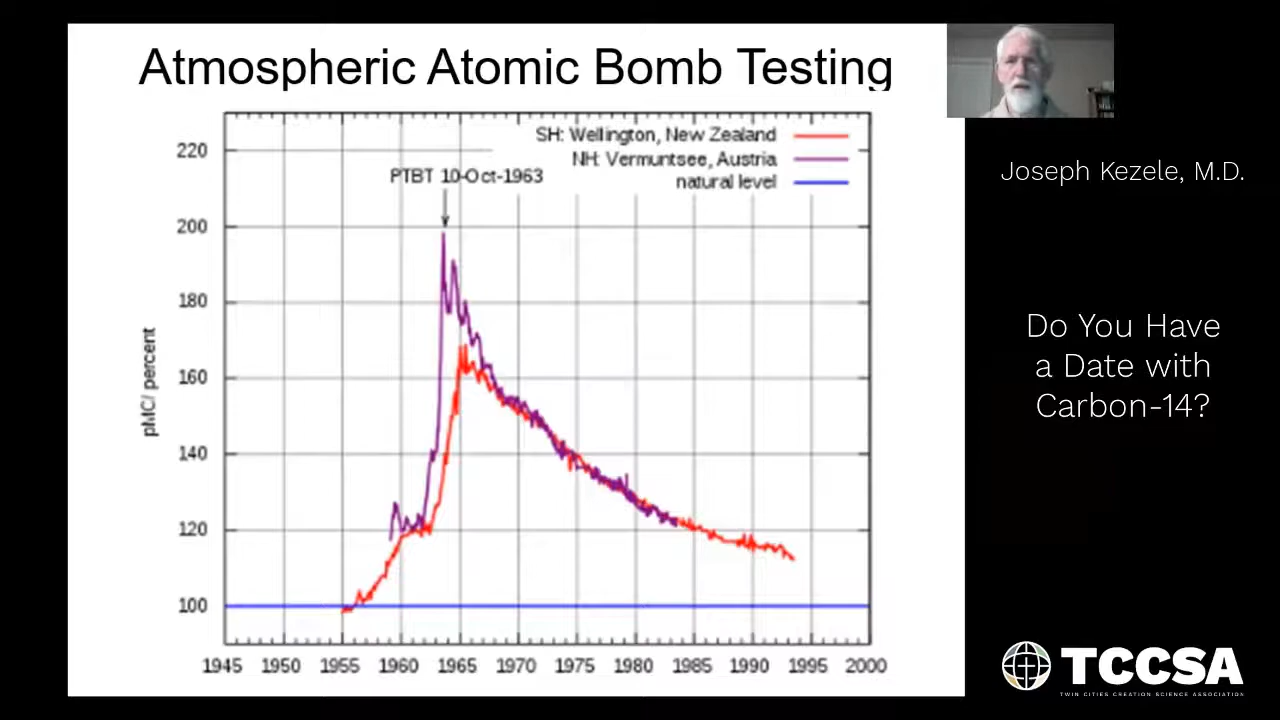 Atmospheric Atomic Bomb Testing
SH: Wellington, New Zealand
NH: Vermuntsee, Austria
natural level
PTBT 10-Oct-1963
pMC/ percent
220
200
180
160
140
120
100
1945 1950 1955 1960 1965 1970 1975 1980 1985 1990 1995 2000
Joseph Kezele, M.D.
Do You Have
a Date with
Carbon-14?
TCCSA
TWIN CITIES CREATION SCIENCE ASSOCIATION